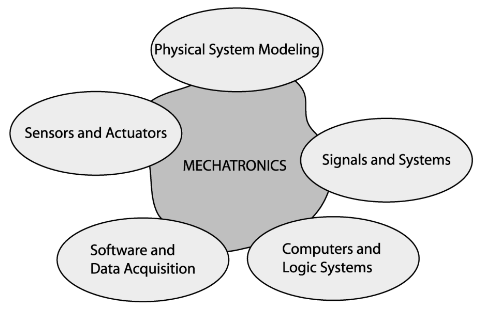 Physical System Modeling
Sensors and Actuators
MECHATRONICS
Signals and Systems
Software and
Data Acquisition
Computers and
Logic Systems